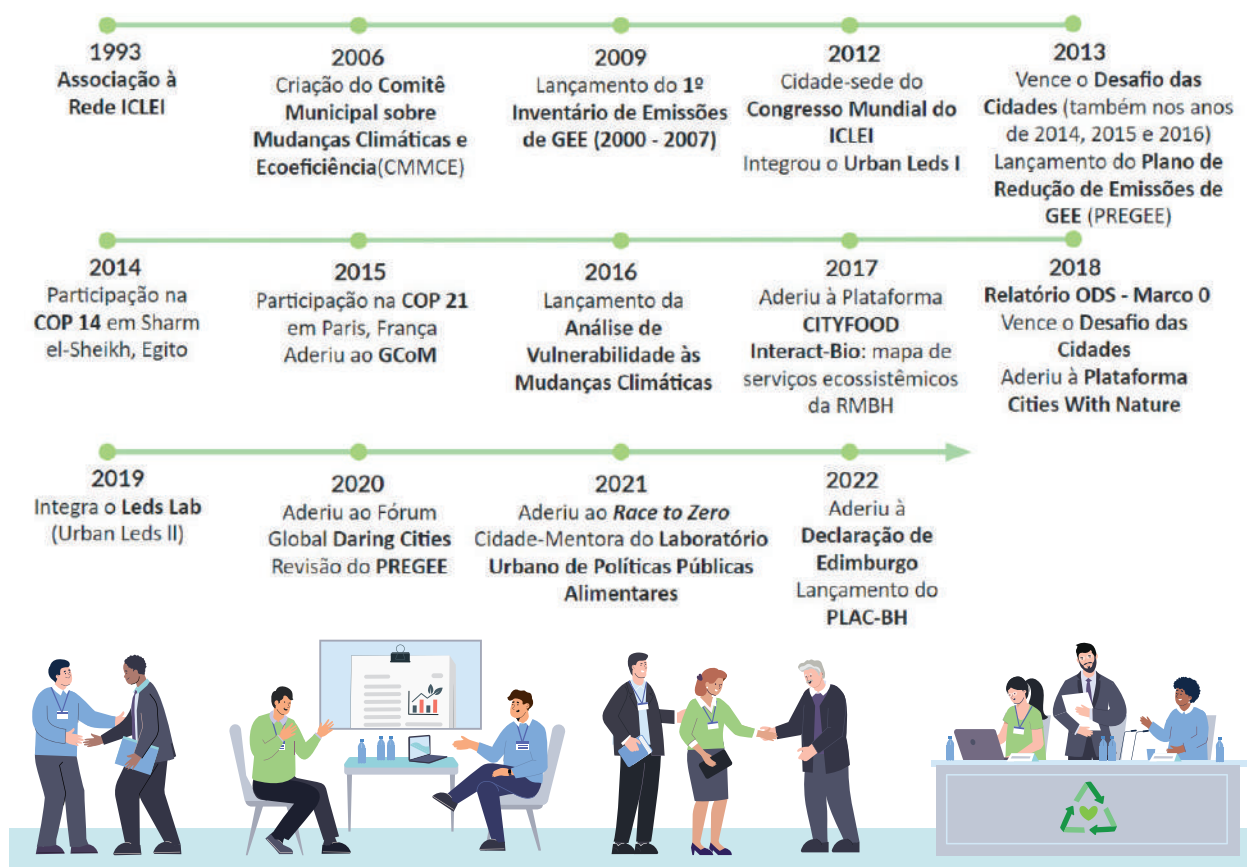 1993
Associação à
Rede ICLEI
2006
Criação do Comitê
Municipal sobre
Mudanças Climáticas e
Ecoeficiência(CMMCE)
2009
Lançamento do 1º
Inventário de Emissões
de GEE (2000 - 2007)
2012
Cidade-sede do
Congresso Mundial do
ICLEI
Integrou o Urban Leds I
2013
Vence o Desafio das
Cidades (também nos anos
de 2014, 2015 e 2016)
Lançamento do Plano de
Redução de Emissões de
GEE (PREGEE)
2014
Participação na
COP 14 em Sharm
el-Sheikh, Egito
2015
Participação na COP 21
em Paris, França
Aderiu ao GCoM
2016
Lançamento da
Análise de
Vulnerabilidade às
Mudanças Climáticas
2017
Aderiu à Plataforma
CITYFOOD
Interact-Bio: mapa de
serviços ecossistêmicos
da RMBH
2018
Relatório ODS - Marco 0
Vence o Desafio das
Cidades
Aderiu à Plataforma
Cities With Nature
2019
Integra o Leds Lab
(Urban Leds II)
2020
Aderiu ao Fórum
Global Daring Cities
Revisão do PREGEE
2021
Aderiu ao Race to Zero
Cidade-Mentora do Laboratório
Urbano de Políticas Públicas
Alimentares
2022
Aderiu à
Declaração de
Edimburgo
Lançamento do
PLAC-BH